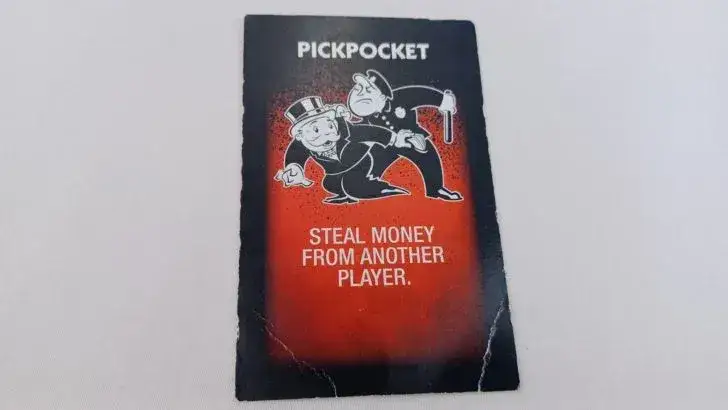 PICKPOCKET
STEAL MONEY
FROM ANOTHER
PLAYER.